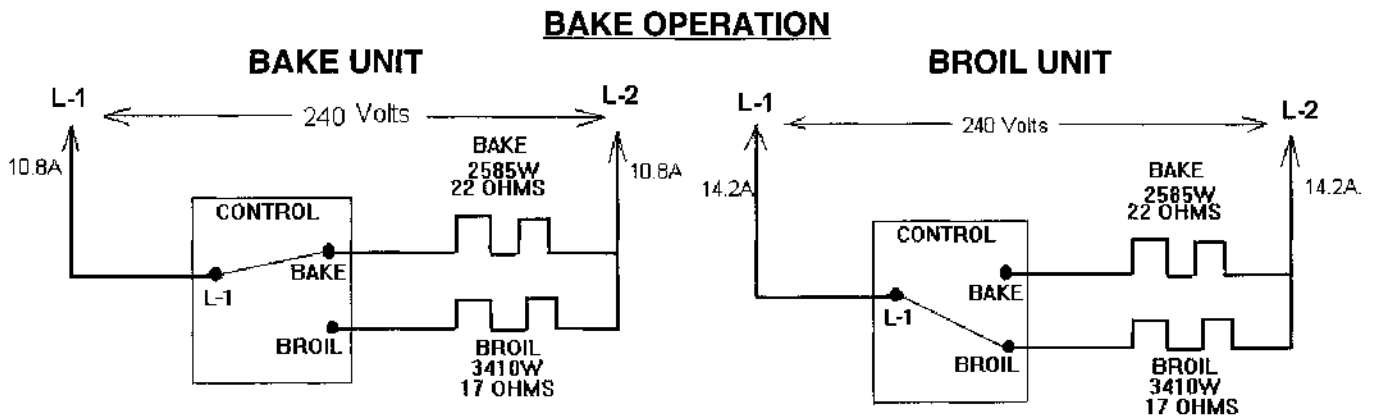 BAKE OPERATION
BAKE UNIT
L-1
240 Volts
L-2
10.8A
10.8A
BAKE
2585W
22 OHMS
CONTROL
BAKE
L-1
BROIL
BROIL
3410W
17 OHMS
BROIL UNIT
L-1
240 Volts
L-2
14.2A.
14.2A.
BAKE
2585W
22 OHMS
CONTROL
BAKE
L-1
BROIL
BROIL
3410W
17 OHMS